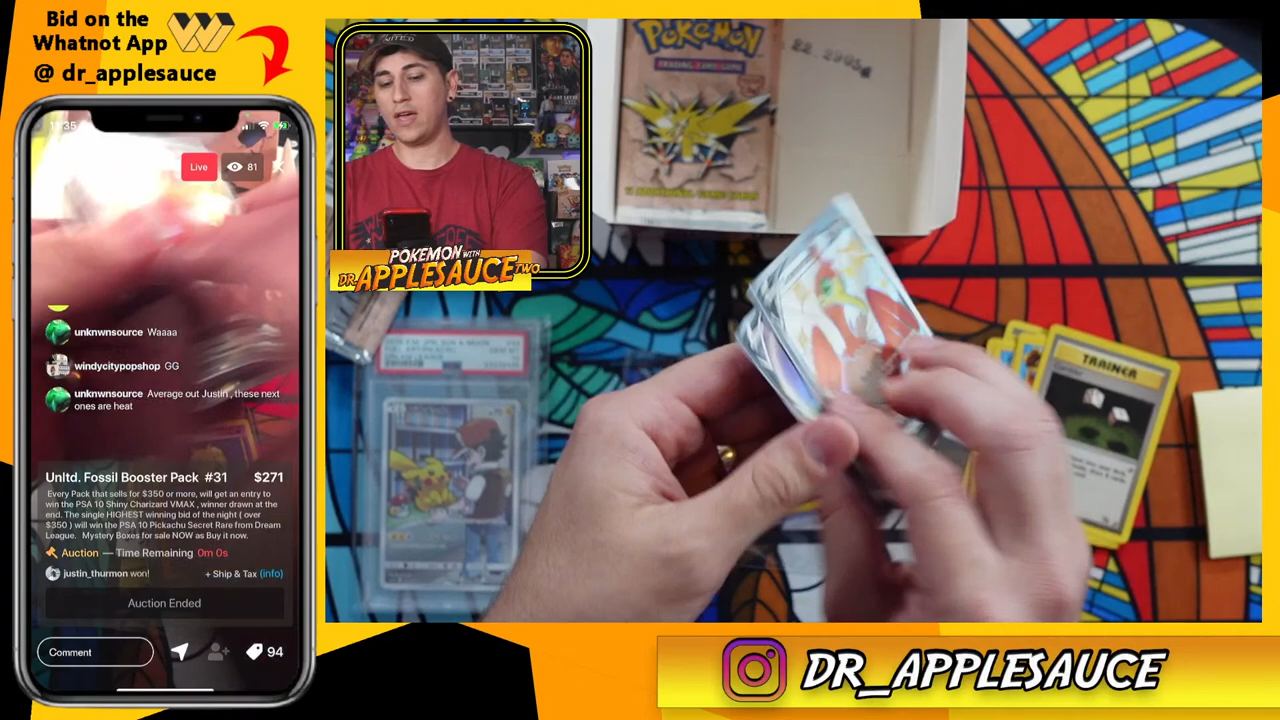 Bid on the
Whatnot App
@ dr_applesauce
Live
81
unknwnsource Waaaa
windycitypopshop GG
unknwnsource Average out Justin , these next
ones are heat
Unltd. Fossil Booster Pack #31 $271
Every Pack that sells for $350 or more, will get an entry to
win the PSA 10 Shiny Charizard VMAX , winner drawn at the
end. The single HIGHEST winning bid of the night ( over
$350 ) will win the PSA 10 Pickachu Secret Rare from Dream
League. Mystery Boxes for sale NOW as Buy it now.
Auction — Time Remaining 0m 0s
justin_thurmon won!
+ Ship & Tax (info)
Auction Ended
Comment
94
POKEMON WITH
DR. APPLESAUCE TWO
POKéMON
TRADING CARD GAME
TRAINER
DR_APPLESAUCE